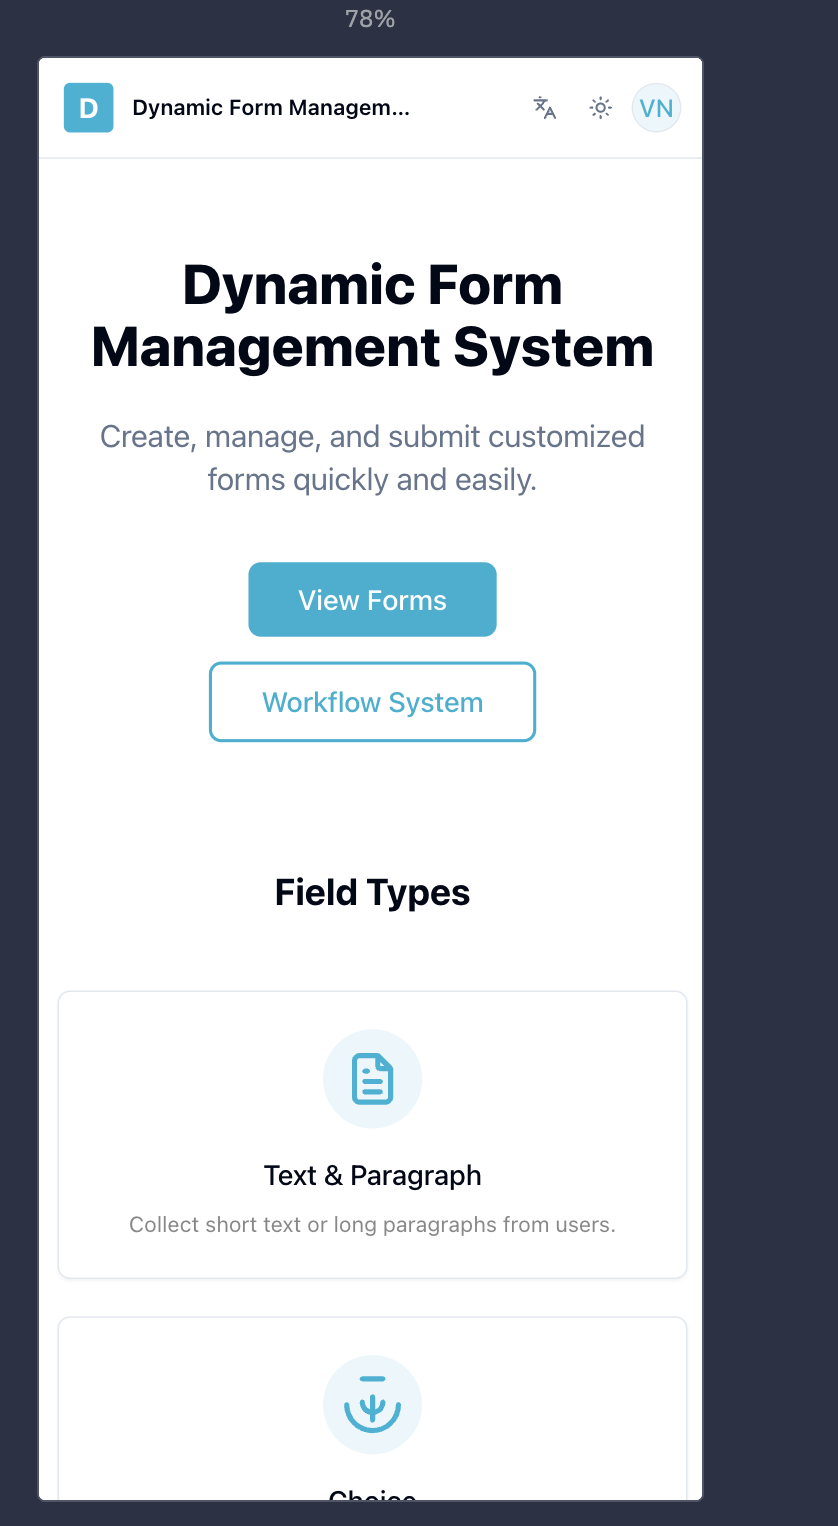 78%
D
Dynamic Form Managem...
VN
Dynamic Form
Management System
Create, manage, and submit customized
forms quickly and easily.
View Forms
Workflow System
Field Types
Text & Paragraph
Collect short text or long paragraphs from users.
Choice